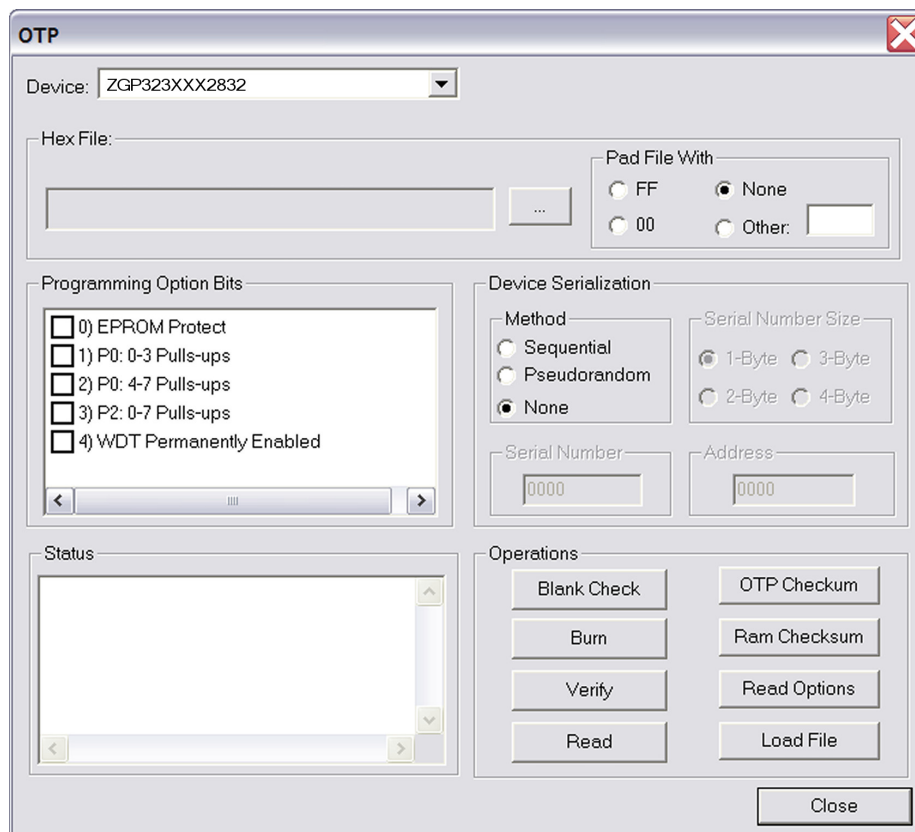 OTP
Device: ZGP323XXX2832
Hex File:
...
Pad File With
FF None
00 Other:
Programming Option Bits
0) EPROM Protect
1) P0: 0-3 Pulls-ups
2) P0: 4-7 Pulls-ups
3) P2: 0-7 Pulls-ups
4) WDT Permanently Enabled
Device Serialization
Method
Sequential
Pseudorandom
None
Serial Number Size
1-Byte 3-Byte
2-Byte 4-Byte
Serial Number
0000
Address
0000
Status
Operations
Blank Check OTP Checkum
Burn Ram Checksum
Verify Read Options
Read Load File
Close